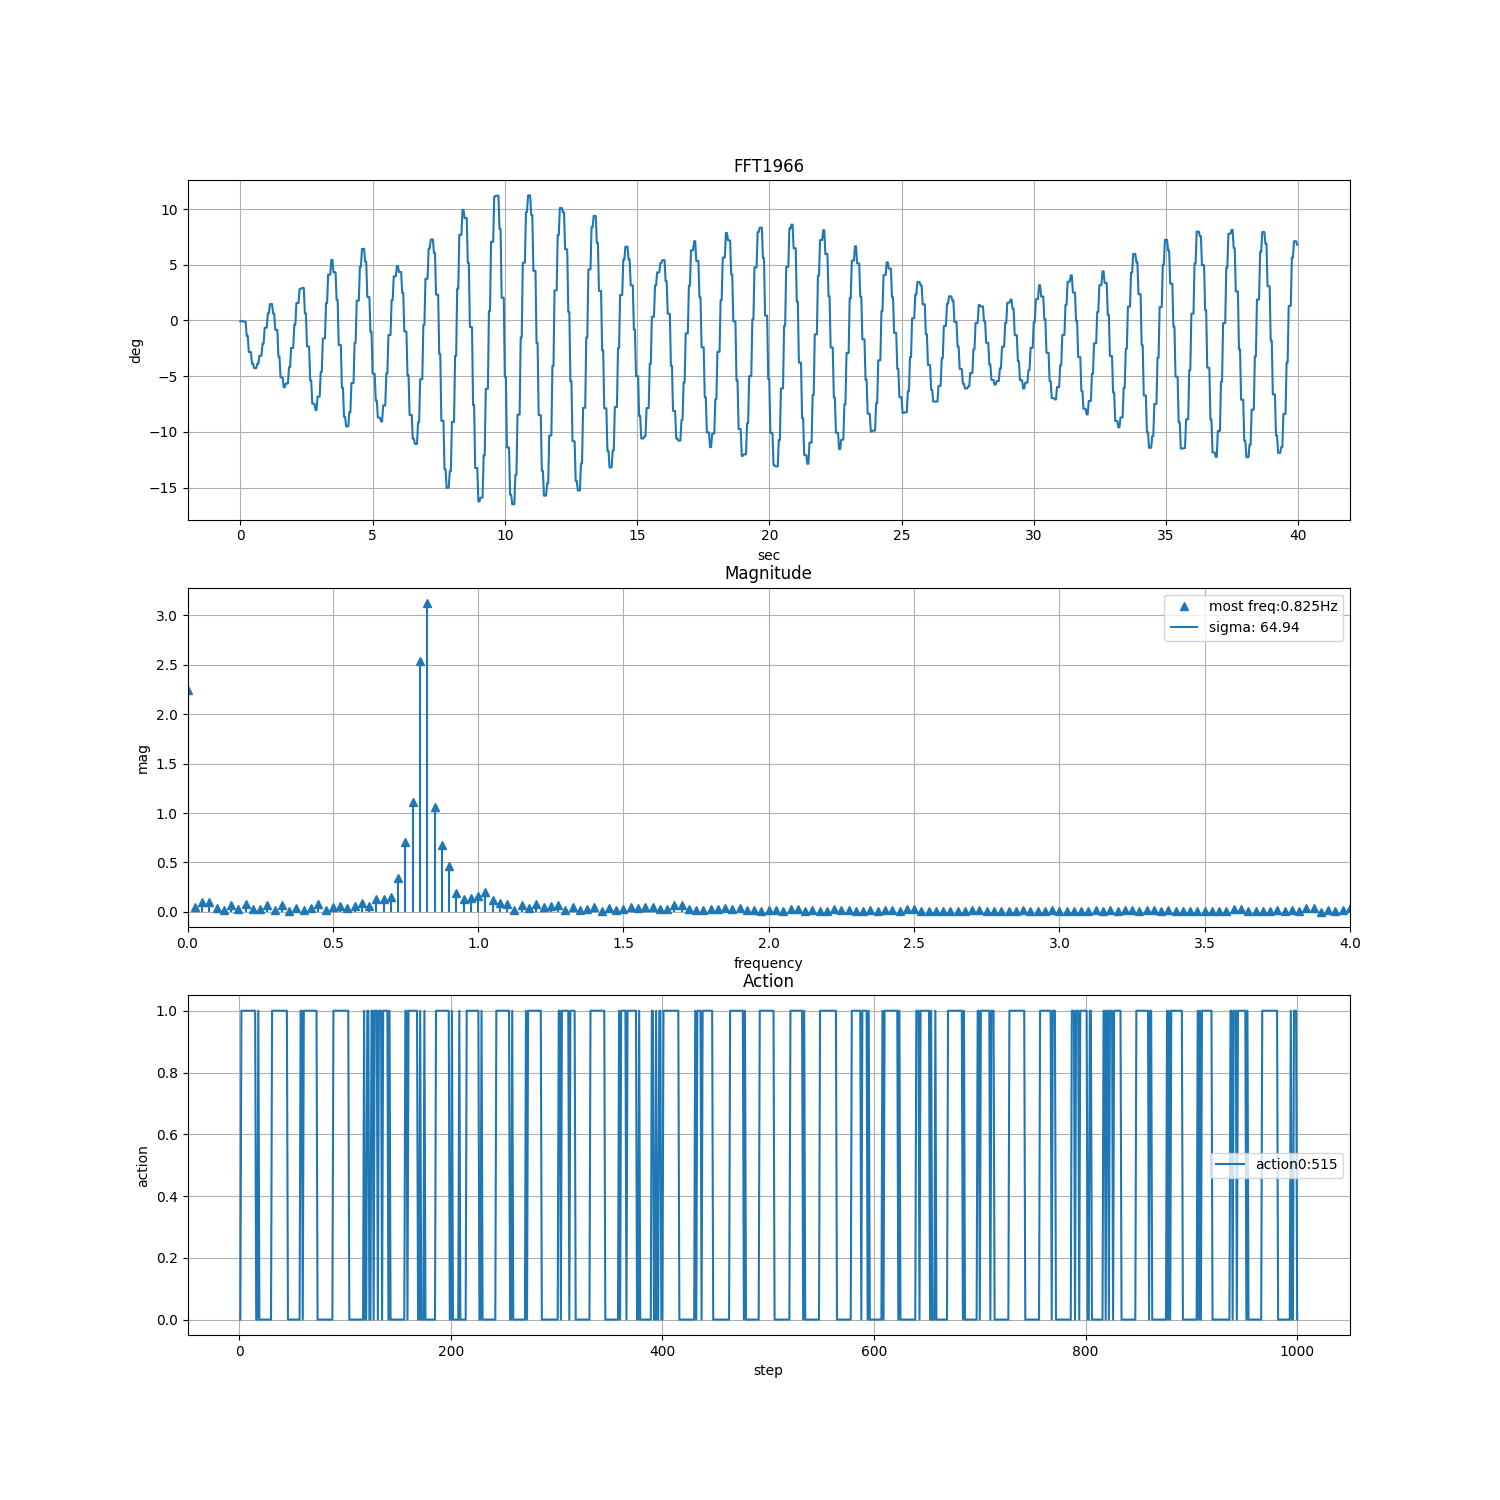 FFT1966
10
5
0
−5
−10
−15
deg
0 5 10 15 20 25 30 35 40
sec
Magnitude
most freq:0.825Hz
sigma: 64.94
3.0
2.5
2.0
1.5
1.0
0.5
0.0
mag
0.0 0.5 1.0 1.5 2.0 2.5 3.0 3.5 4.0
frequency
Action
1.0
0.8
0.6
0.4
0.2
0.0
action
action0:515
0 200 400 600 800 1000
step